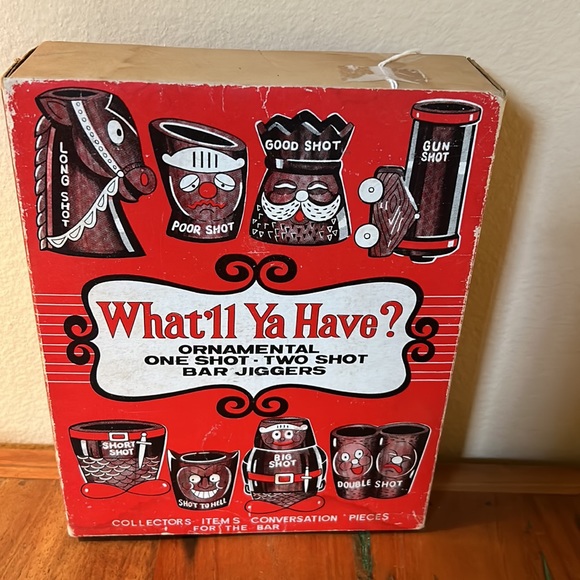 LONG SHOT
POOR SHOT
GOOD SHOT
GUN
SHOT
What'll Ya Have?
ORNAMENTAL
ONE SHOT - TWO SHOT
BAR JIGGERS
SHORT
SHOT
SHOT TO HELL
BIG
SHOT
DOUBLE SHOT
COLLECTORS ITEMS CONVERSATION PIECES
FOR THE BAR